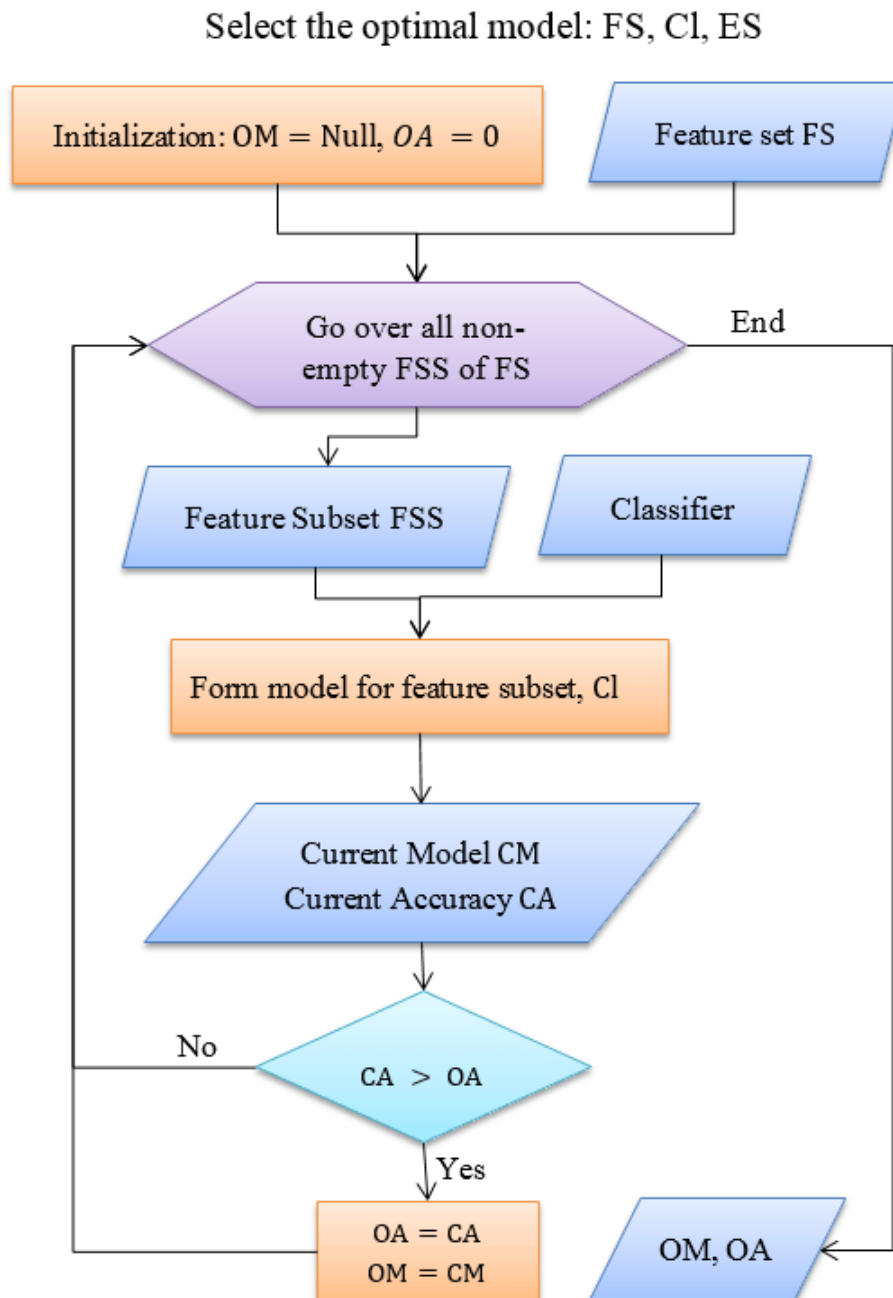 Select the optimal model: FS, Cl, ES
Initialization: OM = Null, OA = 0
Feature set FS
Go over all non-
empty FSS of FS
End
Feature Subset FSS
Classifier
Form model for feature subset, Cl
Current Model CM
Current Accuracy CA
No
CA > OA
Yes
OA = CA
OM = CM
OM, OA